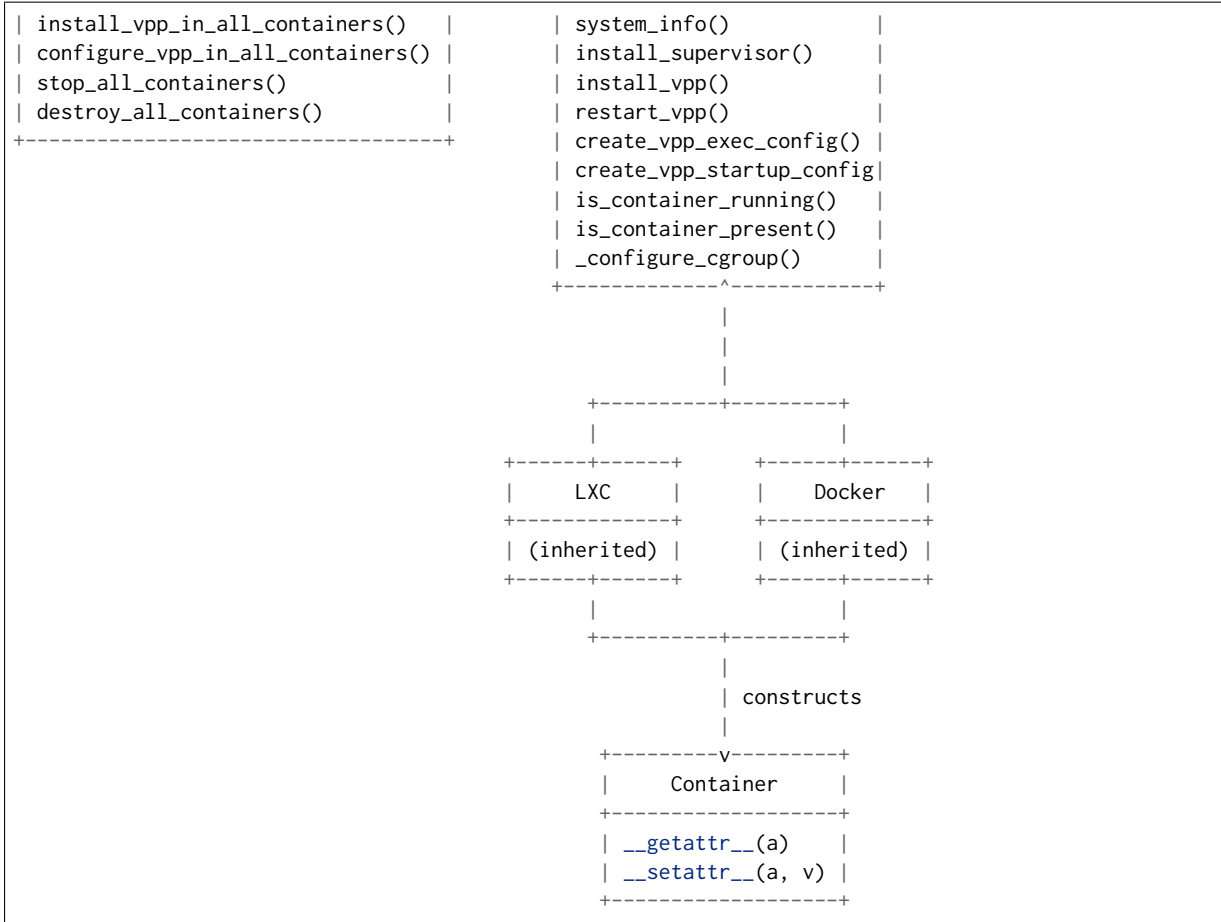 | install_vpp_in_all_containers()   |        | system_info()            |
| configure_vpp_in_all_containers() |        | install_supervisor()     |
| stop_all_containers()             |        | install_vpp()            |
| destroy_all_containers()          |        | restart_vpp()            |
+-----------------------------------+        | create_vpp_exec_config() |
                                             | create_vpp_startup_config|
                                             | is_container_running()   |
                                             | is_container_present()   |
                                             | _configure_cgroup()      |
                                             +-------------^------------+
                                                           |
                                                           |
                                                           |
                                                +----------+---------+
                                                |                    |
                                         +------+------+      +------+------+
                                         |     LXC     |      |    Docker   |
                                         +-------------+      +-------------+
                                         | (inherited) |      | (inherited) |
                                         +------+------+      +------+------+
                                                |                    |
                                                +----------+---------+
                                                           |
                                                           | constructs
                                                           |
                                                 +---------v---------+
                                                 |     Container     |
                                                 +-------------------+
                                                 | __getattr__(a)    |
                                                 | __setattr__(a, v) |
                                                 +-------------------+